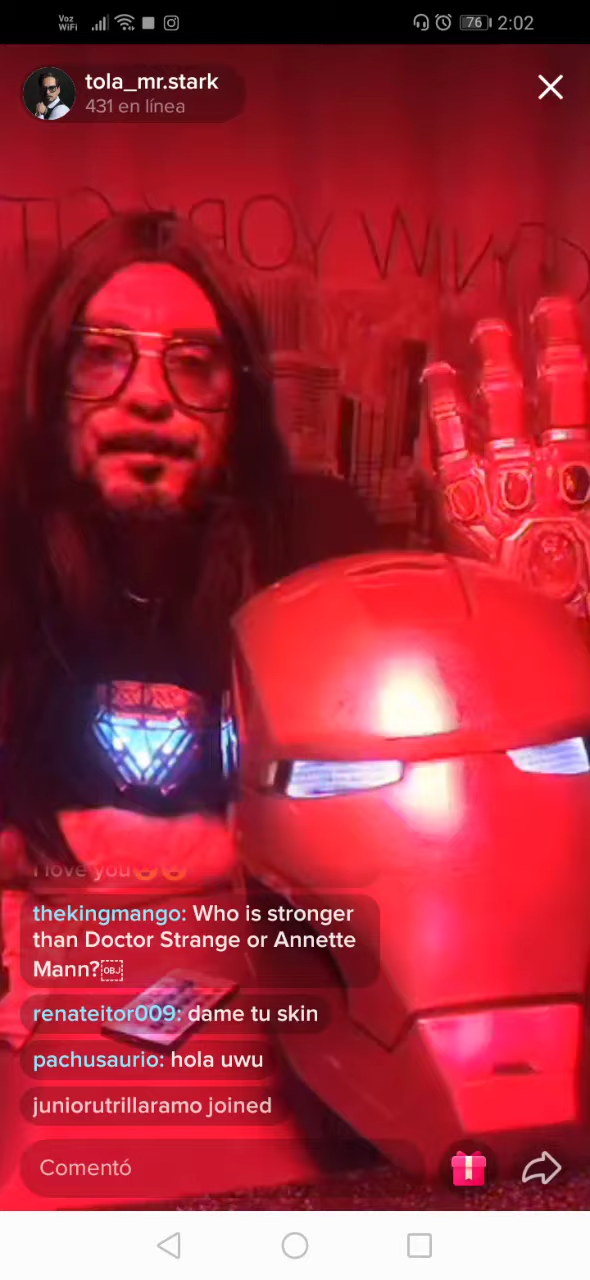 Voz
WiFi
76
2:02
tola_mr.stark
431 en línea
I love you
thekingmango: Who is stronger
than Doctor Strange or Annette
Mann?
renateitor009: dame tu skin
pachusaurio: hola uwu
juniorutrillaramo joined
Comentó